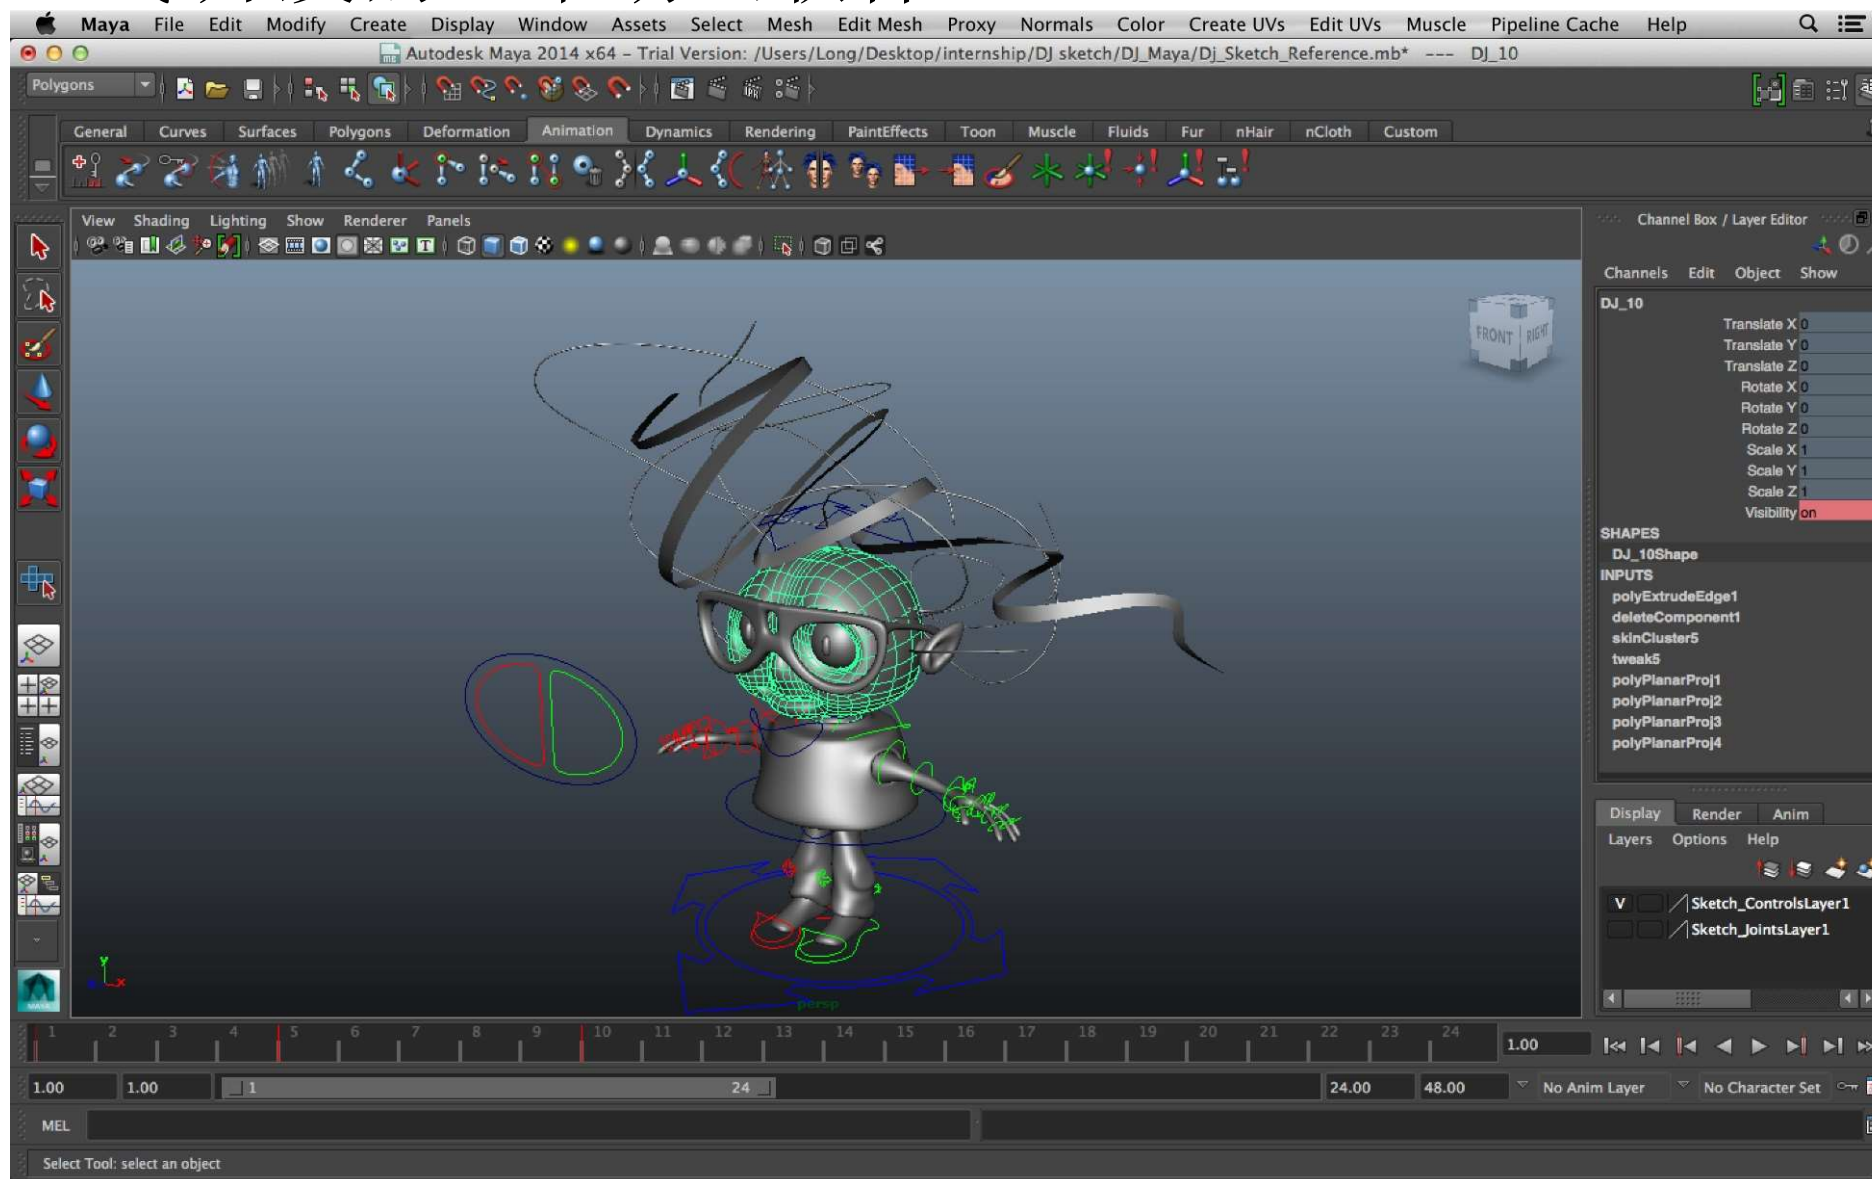 Maya File Edit Modify Create Display Window Assets Select Mesh Edit Mesh Proxy Normals Color Create UVs Edit UVs Muscle Pipeline Cache Help
Autodesk Maya 2014 x64 – Trial Version: /Users/Long/Desktop/internship/DJ sketch/DJ_Maya/Dj_Sketch_Reference.mb* --- DJ_10
Polygons
General Curves Surfaces Polygons Deformation Animation Dynamics Rendering PaintEffects Toon Muscle Fluids Fur nHair nCloth Custom
View Shading Lighting Show Renderer Panels
Channel Box / Layer Editor
Channels Edit Object Show
DJ_10
Translate X 0
Translate Y 0
Translate Z 0
Rotate X 0
Rotate Y 0
Rotate Z 0
Scale X 1
Scale Y 1
Scale Z 1
Visibility on
SHAPES
DJ_10Shape
INPUTS
polyExtrudeEdge1
deleteComponent1
skinCluster5
tweak5
polyPlanarProj1
polyPlanarProj2
polyPlanarProj3
polyPlanarProj4
FRONT RIGHT
Display Render Anim
Layers Options Help
V Sketch_ControlsLayer1
Sketch_JointsLayer1
y
x
persp
1 2 3 4 5 6 7 8 9 10 11 12 13 14 15 16 17 18 19 20 21 22 23 24 1.00
1.00 1.00 1 24 24.00 48.00 No Anim Layer No Character Set
MEL
Select Tool: select an object